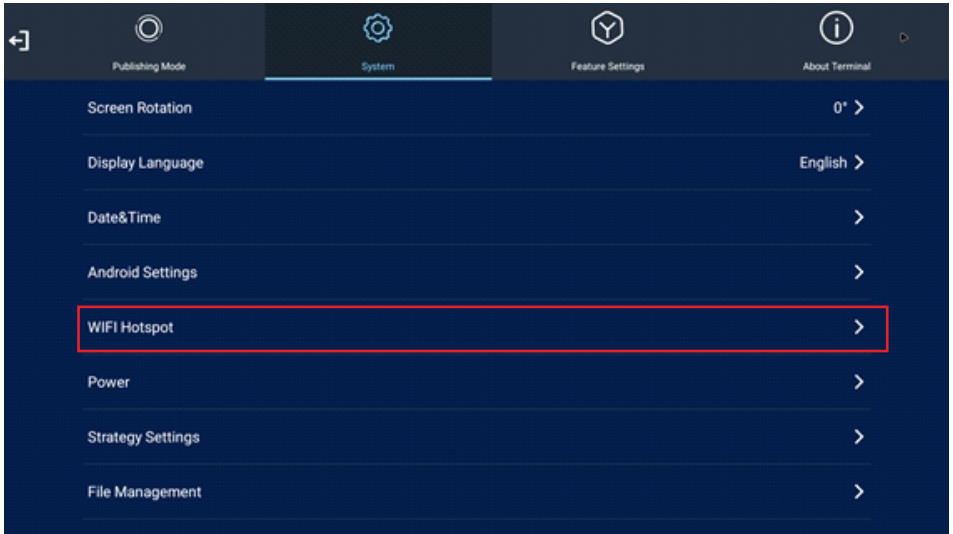 Publishing Mode
System
Feature Settings
About Terminal
Screen Rotation 0°
Display Language English
Date&Time
Android Settings
WIFI Hotspot
Power
Strategy Settings
File Management